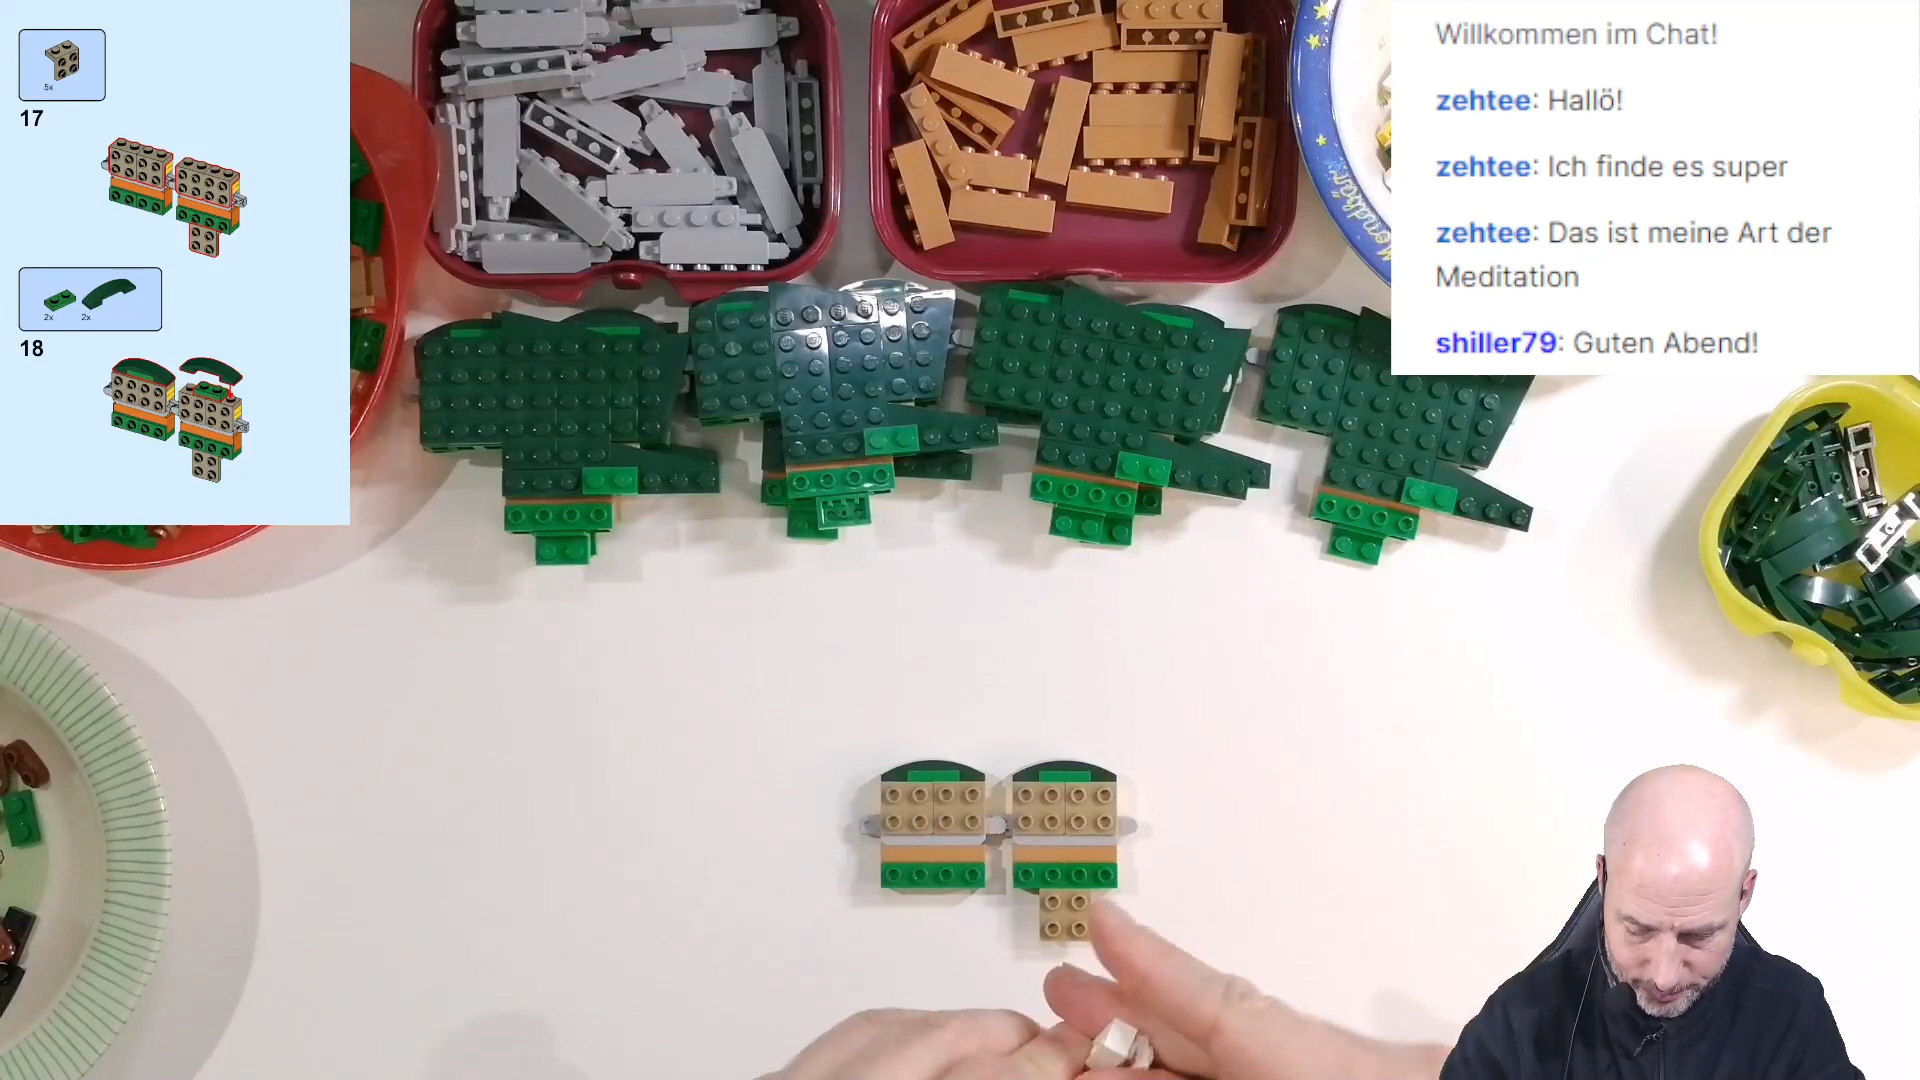 5x
17
2x 2x
18
Willkommen im Chat!
zehtee: Hallö!
zehtee: Ich finde es super
zehtee: Das ist meine Art der
Meditation
shiller79: Guten Abend!
Mondbär